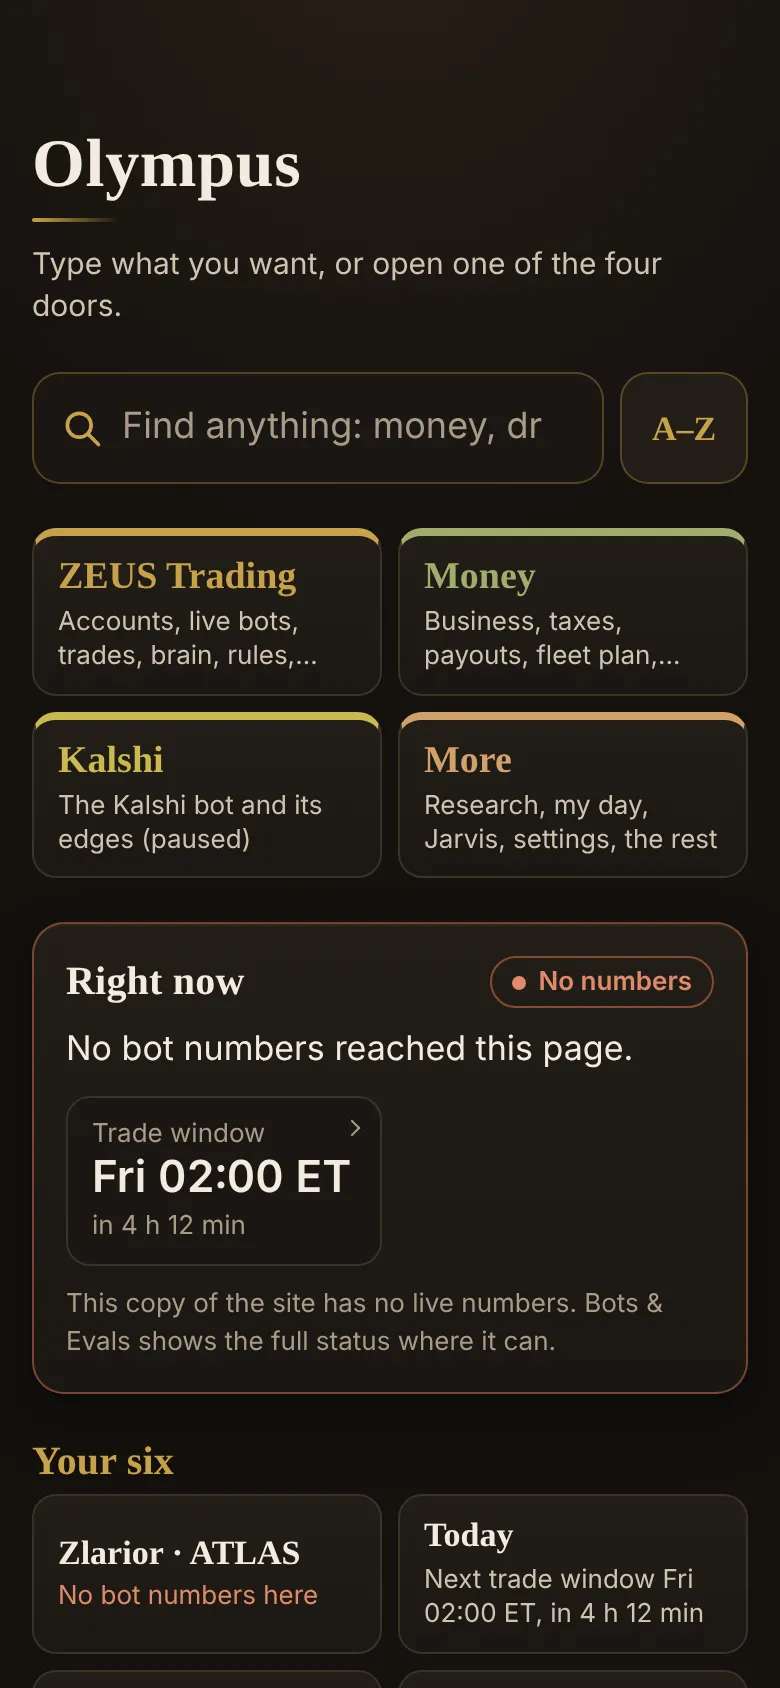 Olympus
Type what you want, or open one of the four
doors.
Find anything: money, dr
A–Z
ZEUS Trading
Accounts, live bots,
trades, brain, rules,...
Money
Business, taxes,
payouts, fleet plan,...
Kalshi
The Kalshi bot and its
edges (paused)
More
Research, my day,
Jarvis, settings, the rest
Right now
No numbers
No bot numbers reached this page.
Trade window
Fri 02:00 ET
in 4 h 12 min
This copy of the site has no live numbers. Bots &
Evals shows the full status where it can.
Your six
Zlarior · ATLAS
No bot numbers here
Today
Next trade window Fri
02:00 ET, in 4 h 12 min